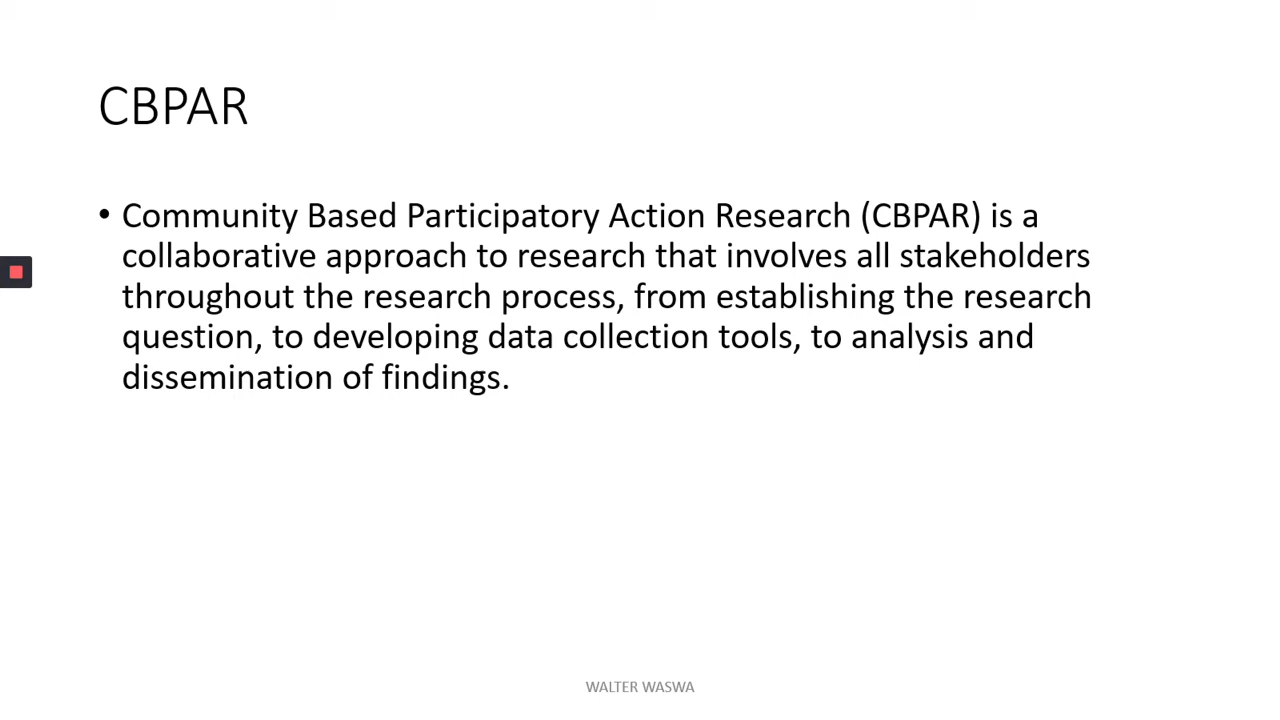 CBPAR
• Community Based Participatory Action Research (CBPAR) is a
collaborative approach to research that involves all stakeholders
throughout the research process, from establishing the research
question, to developing data collection tools, to analysis and
dissemination of findings.
WALTER WASWA